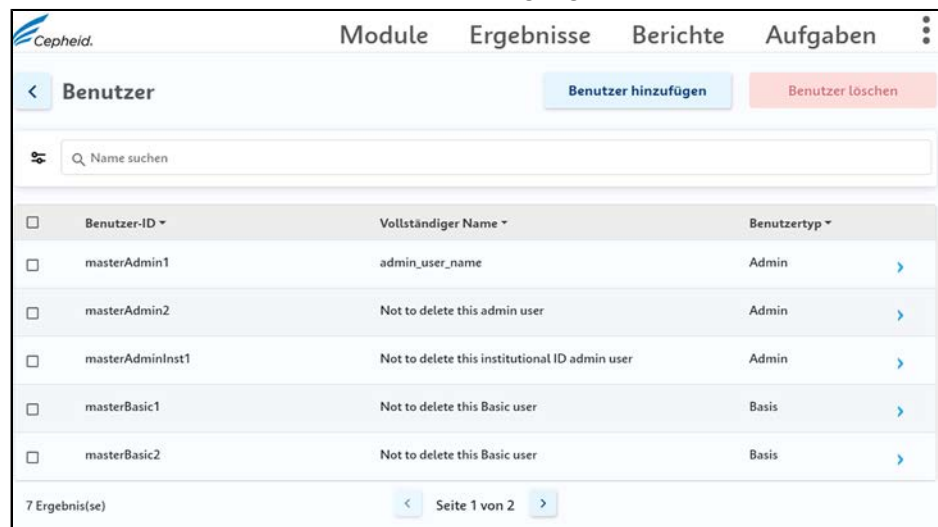 Cepheid. Module Ergebnisse Berichte Aufgaben
Benutzer Benutzer hinzufügen Benutzer löschen
Name suchen
Benutzer-ID Vollständiger Name Benutzertyp
masterAdmin1 admin_user_name Admin
masterAdmin2 Not to delete this admin user Admin
masterAdminInst1 Not to delete this institutional ID admin user Admin
masterBasic1 Not to delete this Basic user Basis
masterBasic2 Not to delete this Basic user Basis
7 Ergebnis(se) Seite 1 von 2